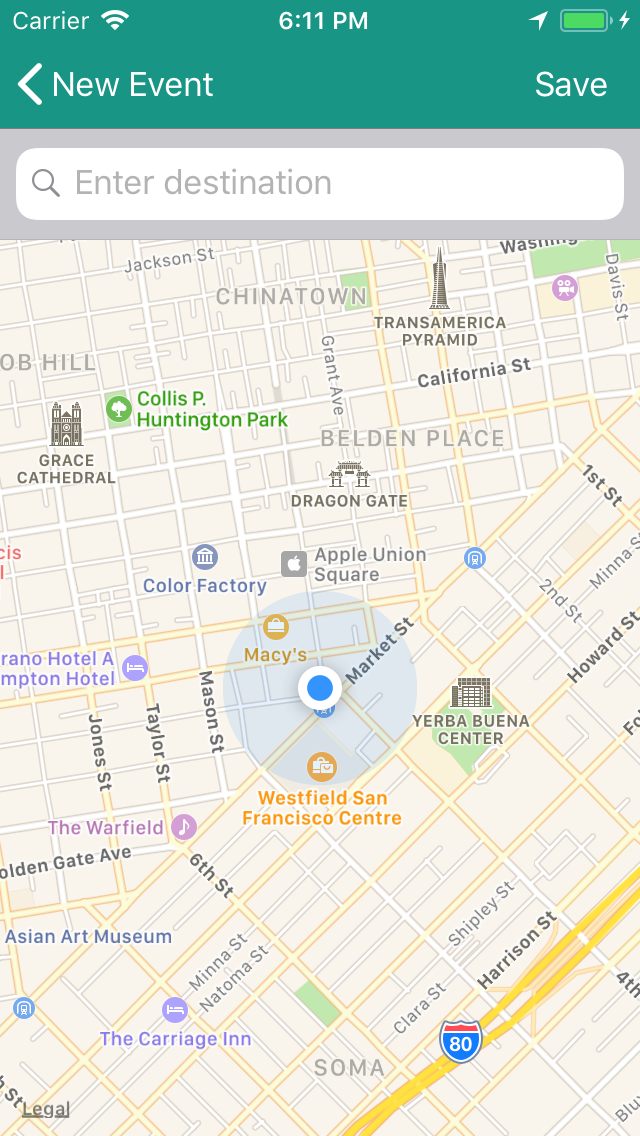 Carrier
6:11 PM
New Event
Save
Enter destination
Jackson St
Washing
Davis St
CHINATOWN
TRANSAMERICA
PYRAMID
Grant Ave
California St
OB HILL
Collis P.
Huntington Park
GRACE
CATHEDRAL
BELDEN PLACE
DRAGON GATE
1st St
cis
l
Color Factory
Apple Union
Square
Minna S
2nd St
Howard St
Macy's
Market St
rano Hotel A
mpton Hotel
Mason St
Taylor St
Jones St
YERBA BUENA
CENTER
Fo
Westfield San
Francisco Centre
The Warfield
olden Gate Ave
6th St
Shipley St
Harrison St
Asian Art Museum
Minna St
Natoma St
4th
Clara St
The Carriage Inn
80
SOMA
h St
Legal
Blu